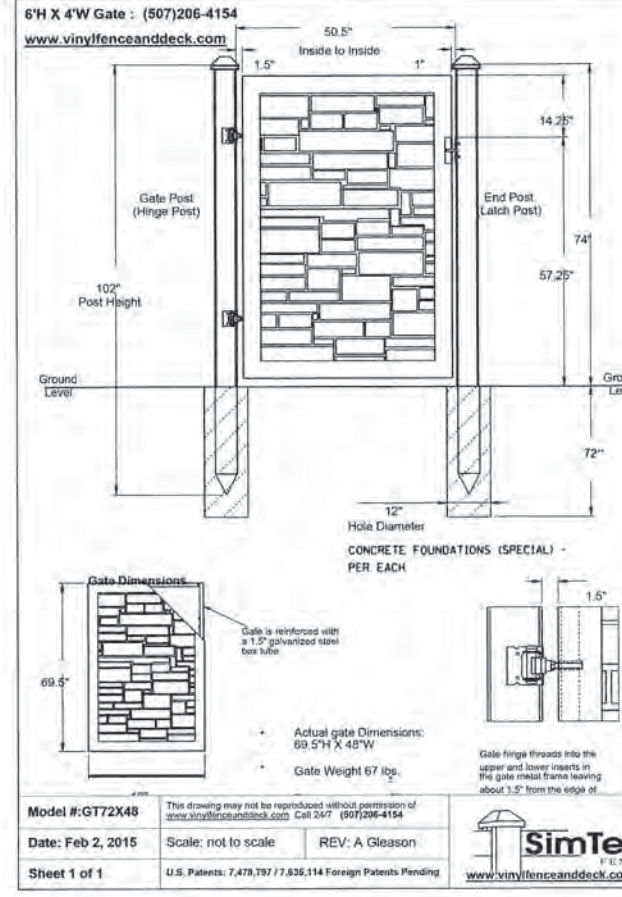 6'H X 4'W Gate : (507)206-4154
www.vinylfenceanddeck.com
50.5"
Inside to Inside
1.5"
1"
14.25"
Gate Post
(Hinge Post)
End Post
(Latch Post)
74"
57.25"
102"
Post Height
Ground
Level
72"
12"
Hole Diameter
CONCRETE FOUNDATIONS (SPECIAL) -
PER EACH
Gate Dimensions
1.5"
Gate is reinforced with
a 1.5" galvanized steel
box tube
69.5"
Actual gate Dimensions:
69.5"H X 48"W
Gate Weight 67 lbs.
Gate hinge threads into the
upper and lower inserts in
the gate metal frame leaving
about 1.5" from the edge of
Model #:GT72X48
This drawing may not be reproduced without permission of
www.vinylfenceanddeck.com Call 24/7 (507)206-4154
Date: Feb 2, 2015
Scale: not to scale
REV: A Gleason
Sheet 1 of 1
U.S. Patents: 7,478,797 / 7,635,114 Foreign Patents Pending
SimTe
FE
www.vinylfenceanddeck.co